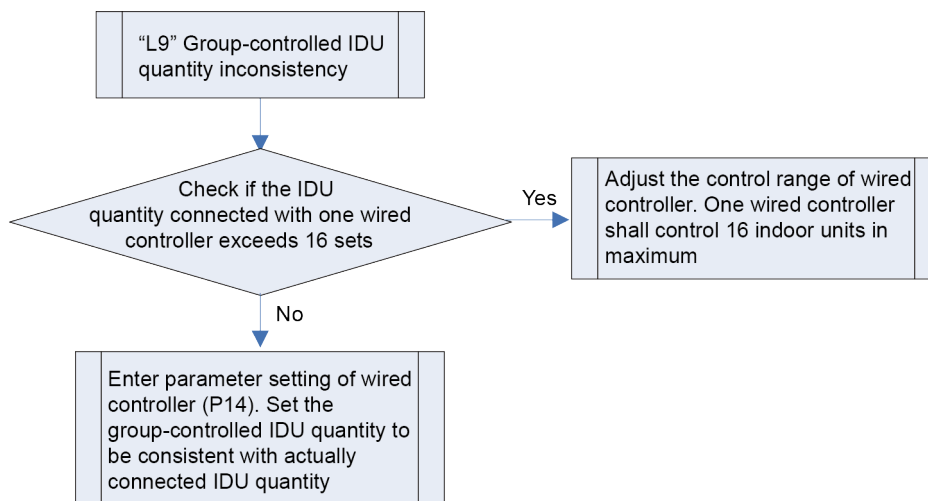 “L9” Group-controlled IDU
quantity inconsistency
Check if the IDU
quantity connected with one wired
controller exceeds 16 sets
Yes
Adjust the control range of wired
controller. One wired controller
shall control 16 indoor units in
maximum
No
Enter parameter setting of wired
controller (P14). Set the
group-controlled IDU quantity to
be consistent with actually
connected IDU quantity